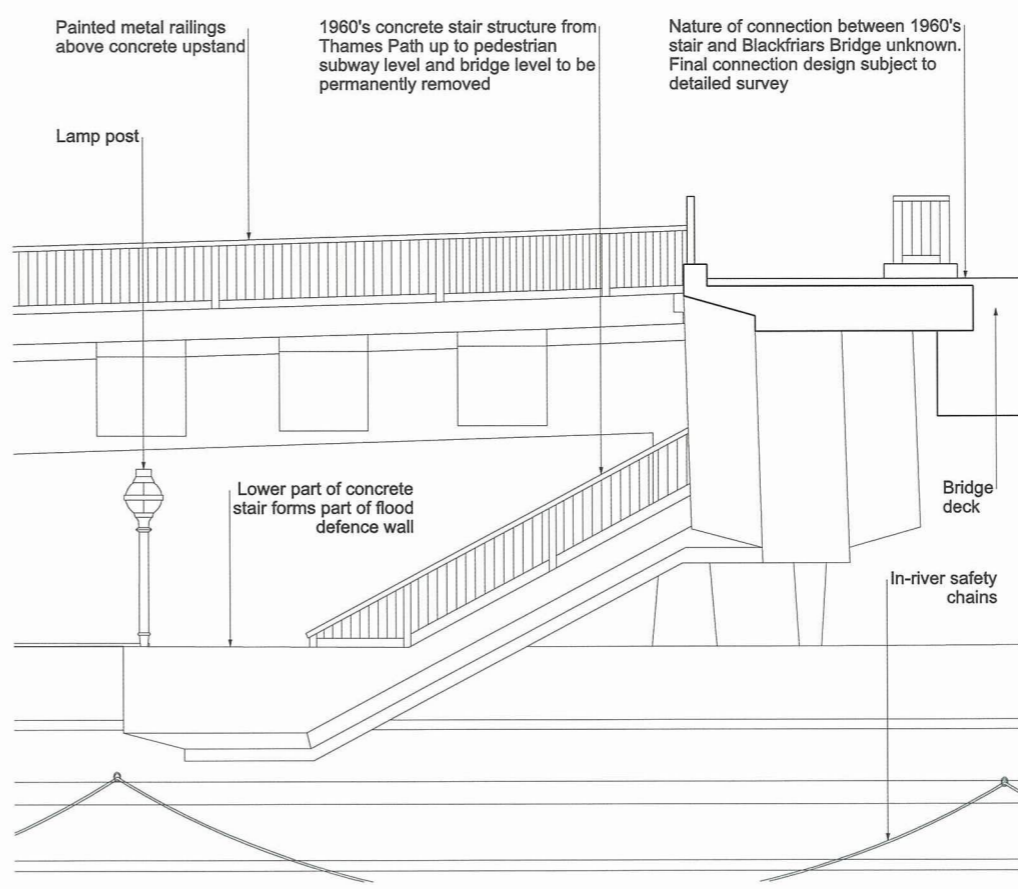 Painted metal railings
above concrete upstand
1960's concrete stair structure from
Thames Path up to pedestrian
subway level and bridge level to be
permanently removed
Nature of connection between 1960's
stair and Blackfriars Bridge unknown.
Final connection design subject to
detailed survey
Lamp post
Lower part of concrete
stair forms part of flood
defence wall
Bridge
deck
In-river safety
chains